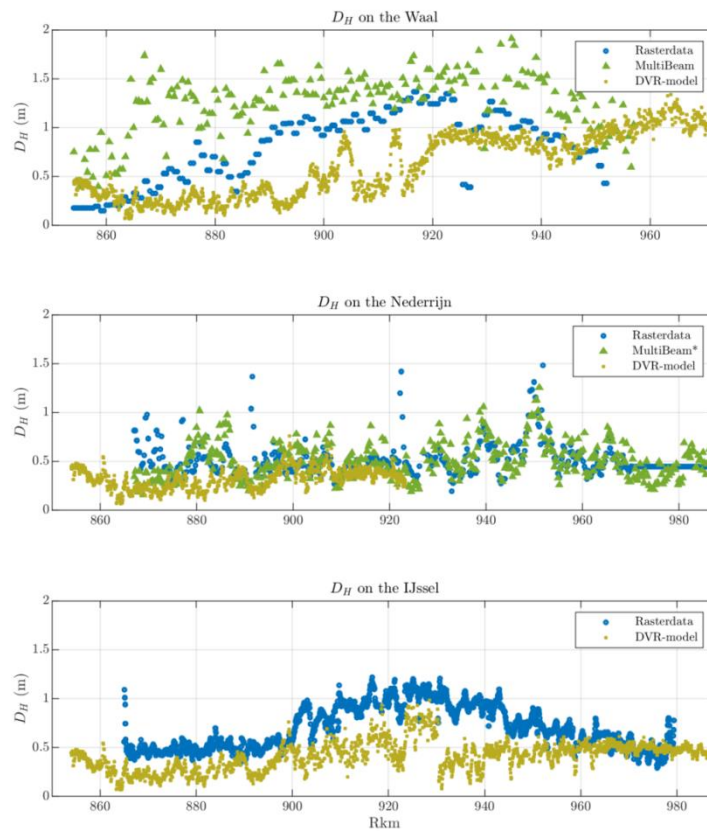 D_H on the Waal
2
1.5
1
0.5
0
D_H (m)
Rasterdata
MultiBeam
DVR-model
860 880 900 920 940 960
D_H on the Nederrijn
2
1.5
1
0.5
0
D_H (m)
Rasterdata
MultiBeam*
DVR-model
860 880 900 920 940 960 980
D_H on the IJssel
2
1.5
1
0.5
0
D_H (m)
Rasterdata
DVR-model
860 880 900 920 940 960 980
Rkm